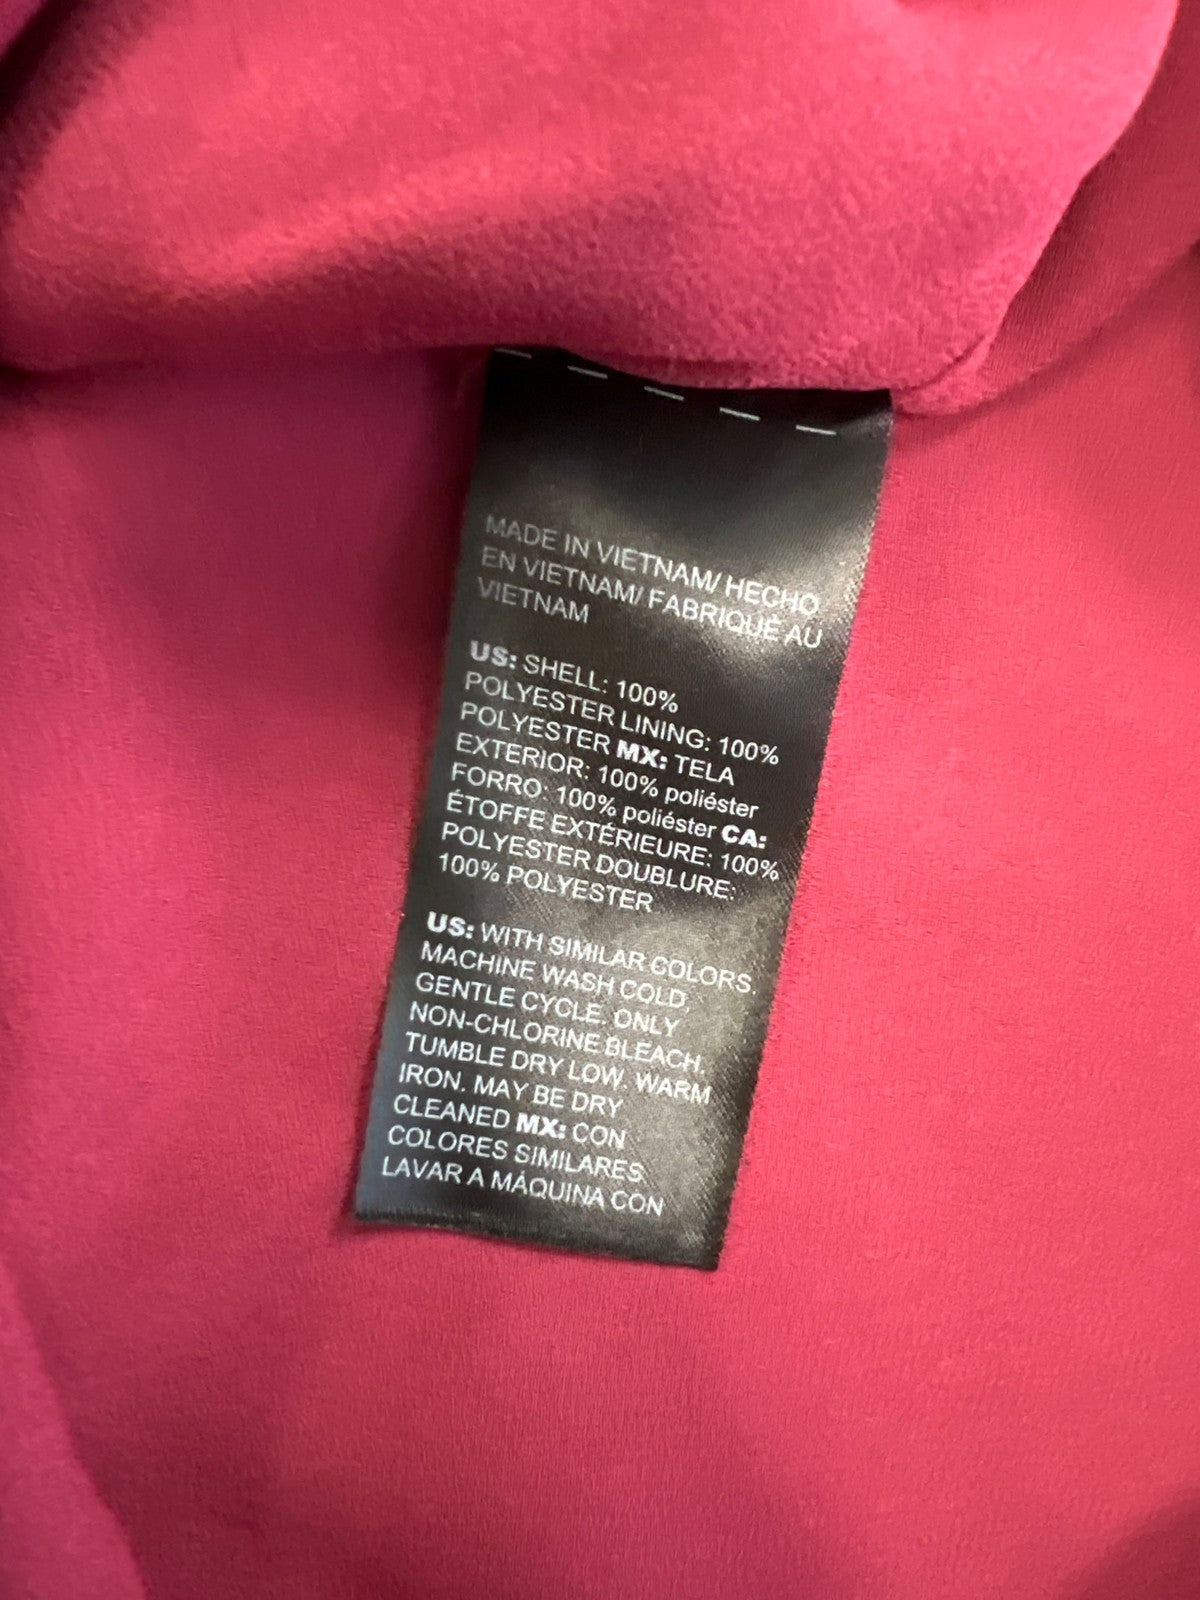 MADE IN VIETNAM/ HECHO
EN VIETNAM/ FABRIQUÉ AU
VIETNAM
US: SHELL: 100%
POLYESTER LINING: 100%
POLYESTER MX: TELA
EXTERIOR: 100% poliéster
FORRO: 100% poliéster CA:
ÉTOFFE EXTÉRIEURE: 100%
POLYESTER DOUBLURE:
100% POLYESTER
US: WITH SIMILAR COLORS.
MACHINE WASH COLD,
GENTLE CYCLE. ONLY
NON-CHLORINE BLEACH.
TUMBLE DRY LOW. WARM
IRON. MAY BE DRY
CLEANED MX: CON
COLORES SIMILARES.
LAVAR A MÁQUINA CON